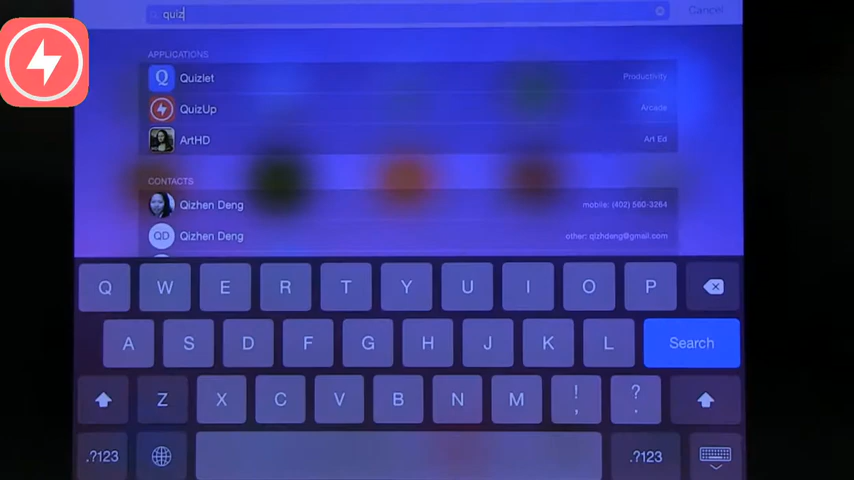 quiz Cancel
APPLICATIONS
Quizlet Productivity
QuizUp Arcade
ArtHD Art Ed
CONTACTS
Qizhen Deng mobile: (402) 560-3264
QD Qizhen Deng other: qizhdeng@gmail.com
Q W E R T Y U I O P
A S D F G H J K L Search
Z X C V B N M ! , ? .
.?123 .?123